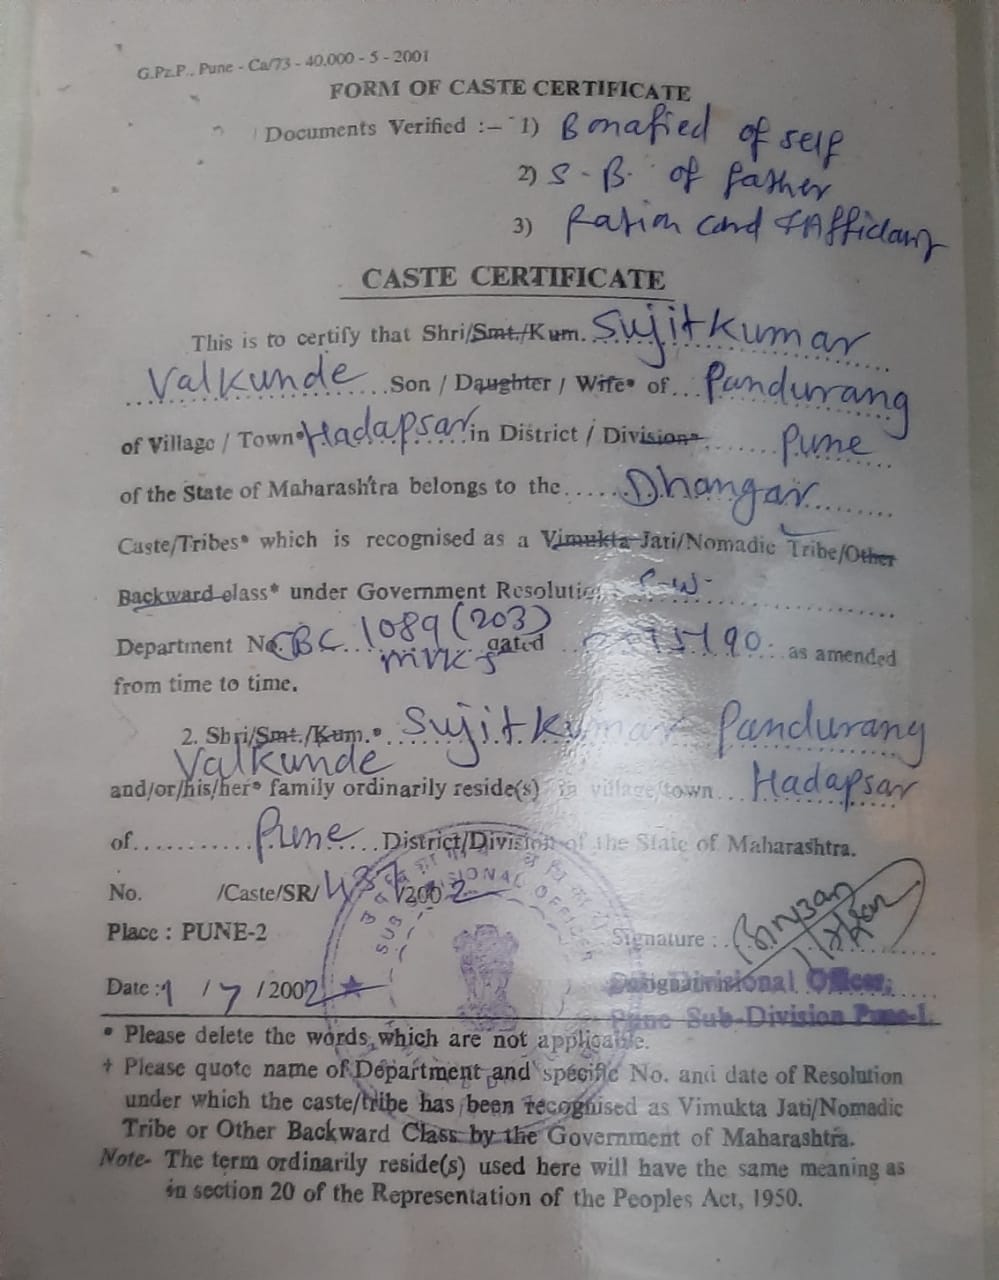 G.Pz.P., Pune - Ca/73 - 40,000 - 5 - 2001
FORM OF CASTE CERTIFICATE
Documents Verified :– 1) Bonafied of self
2) S-B. of father
3) Ration card & Affidavit
CASTE CERTIFICATE
This is to certify that Shri/Smt./Kum. Sujitkumar
Valkunde Son / Daughter / Wife* of Pandurang
of Village / Town* Hadapsar in District / Division* Pune
of the State of Maharashtra belongs to the Dhangar
Caste/Tribes* which is recognised as a Vimukta Jati/Nomadic Tribe/Other
Backward class* under Government Resolution S.W.
Department No. CBC 1089 (203) dated as amended
from time to time.
2. Shri/Smt./Kum.* Sujitkumar Pandurang
Valkunde
and/or/his/her* family ordinarily reside(s) in village/town Hadapsar
of Pune District/Division of the State of Maharashtra.
No. /Caste/SR/ /2002
Place : PUNE-2
Signature :
Date : 1 / 7 / 2002
SUB DIVISIONAL OFFICER
Divisional Officer,
Pune Sub-Division Pune-1.
* Please delete the words which are not applicable.
† Please quote name of Department and specific No. and date of Resolution
under which the caste/tribe has been recognised as Vimukta Jati/Nomadic
Tribe or Other Backward Class by the Government of Maharashtra.
Note- The term ordinarily reside(s) used here will have the same meaning as
in section 20 of the Representation of the Peoples Act, 1950.